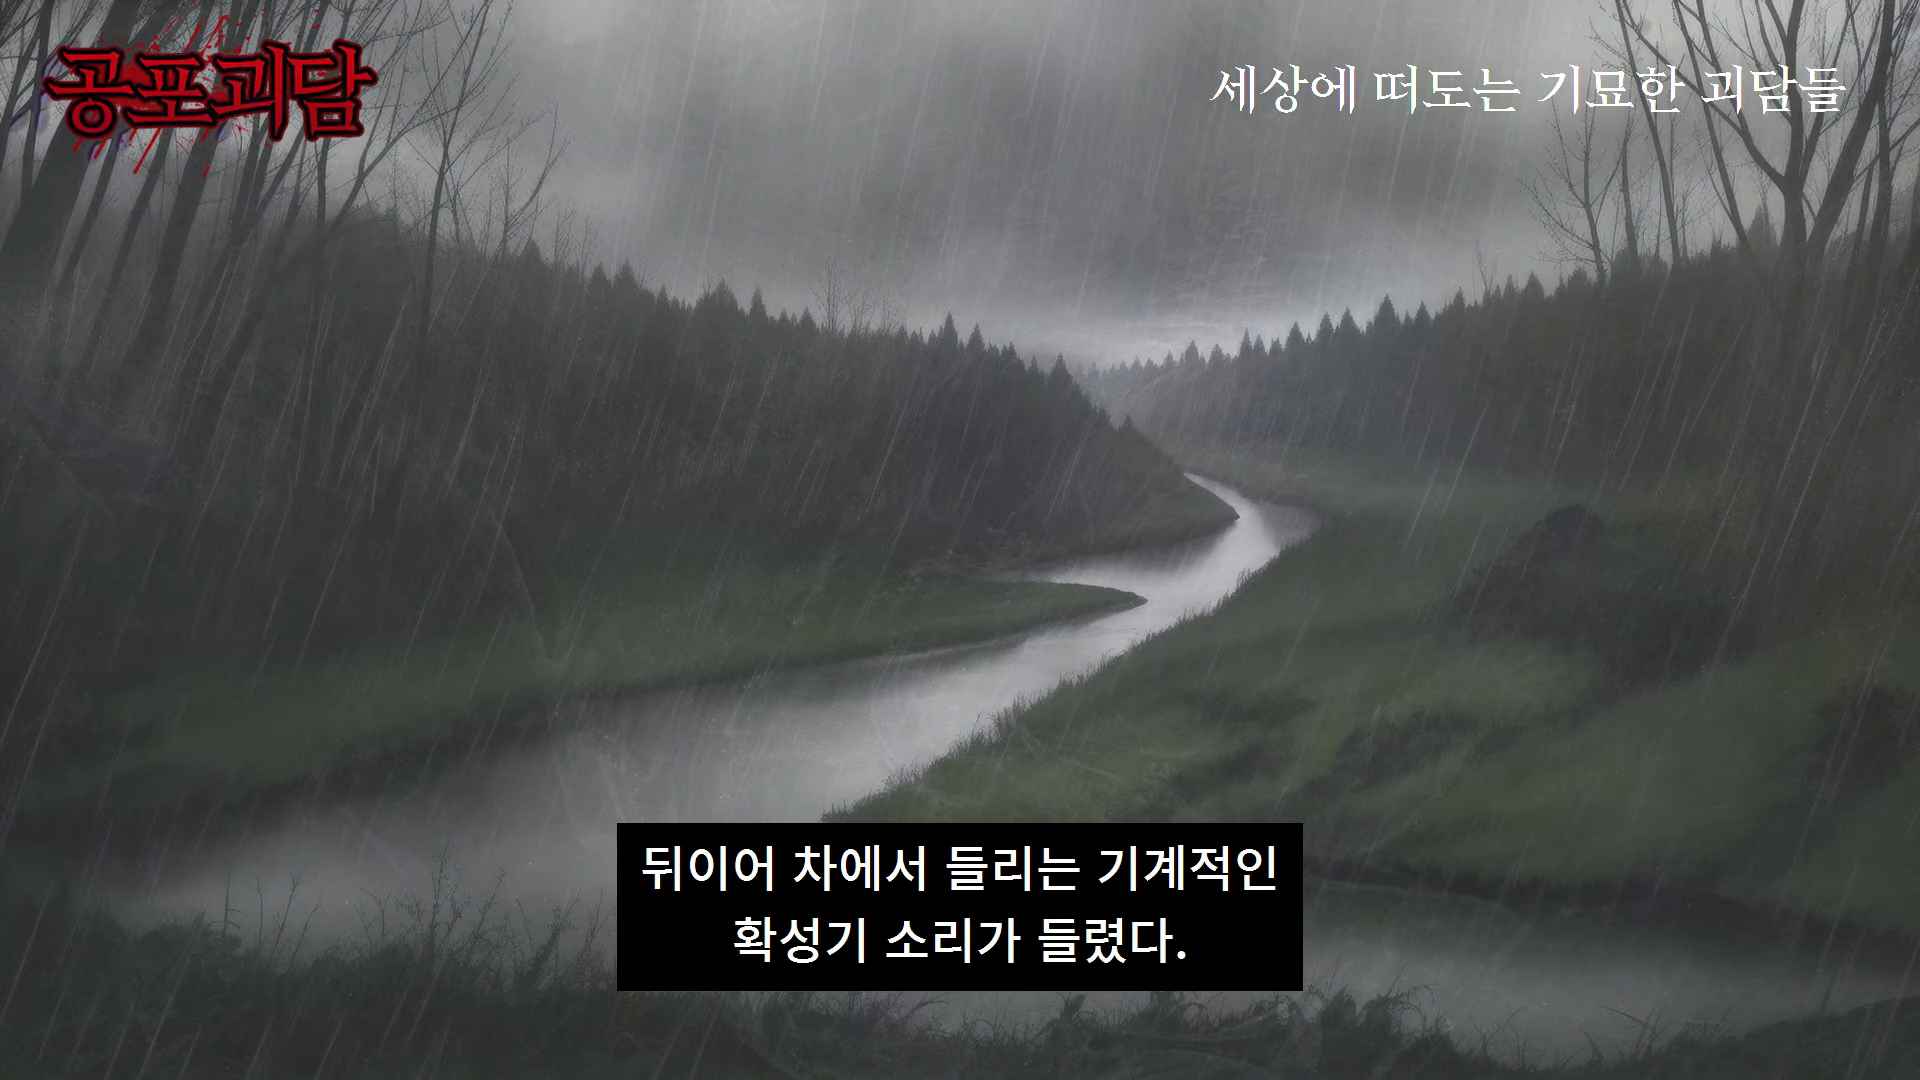 공포괴담
세상에 떠도는 기묘한 괴담들
뒤이어 차에서 들리는 기계적인
확성기 소리가 들렸다.